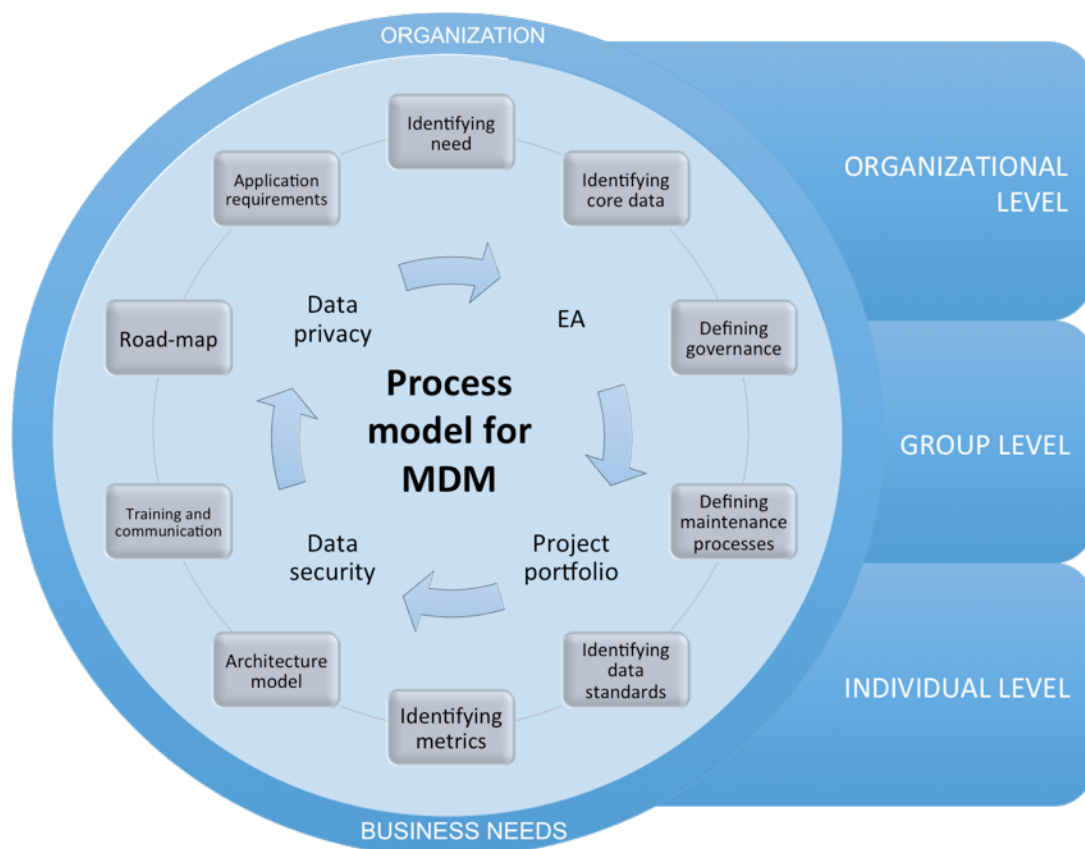 ORGANIZATION
Identifying
need
Identifying
core data
Defining
governance
Defining
maintenance
processes
Identifying
data
standards
Identifying
metrics
Architecture
model
Training and
communication
Road-map
Application
requirements
Data
privacy
EA
Process
model for
MDM
Data
security
Project
portfolio
BUSINESS NEEDS
ORGANIZATIONAL
LEVEL
GROUP LEVEL
INDIVIDUAL LEVEL